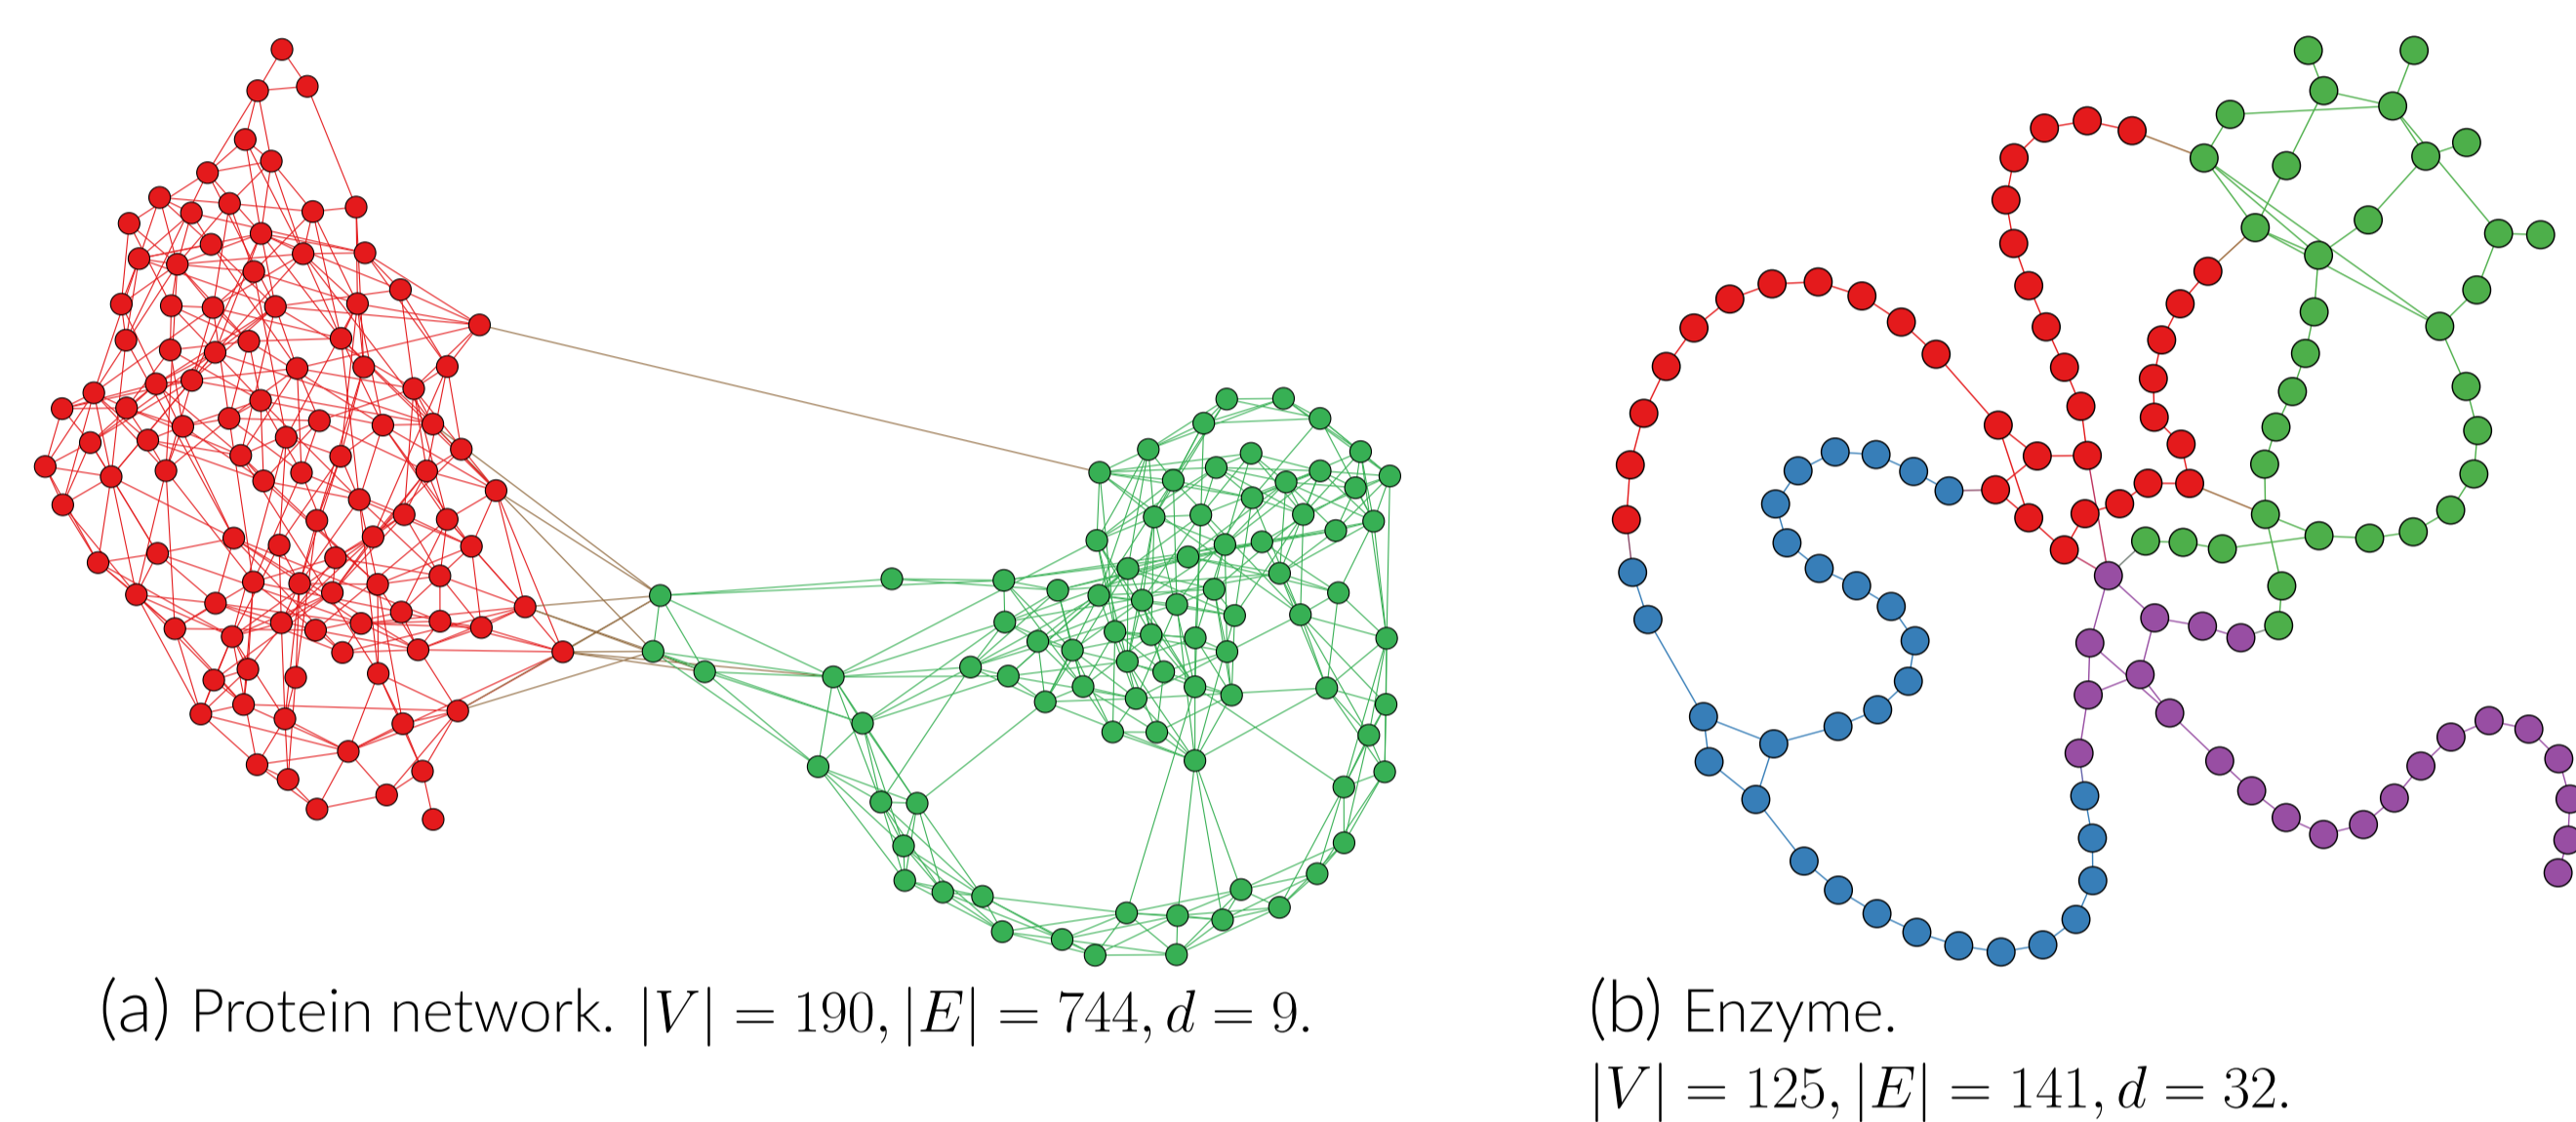 (a) Protein network. |V| = 190, |E| = 744, d = 9.
(b) Enzyme.
|V| = 125, |E| = 141, d = 32.